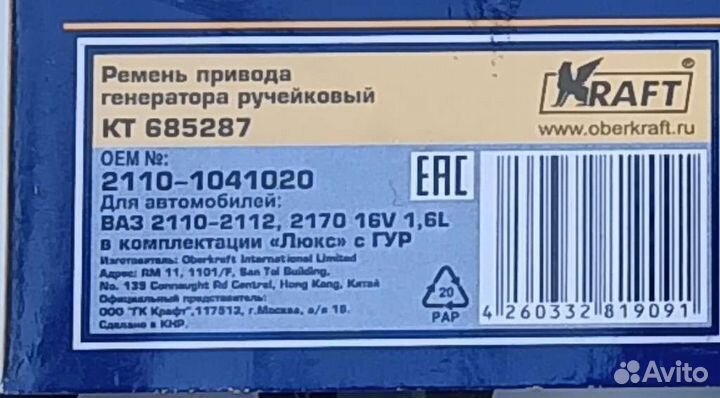 Ремень привода
генератора ручейковый
КТ 685287
KRAFT®
www.oberkraft.ru
OEM №:
2110-1041020
Для автомобилей:
ВАЗ 2110-2112, 2170 16V 1,6L
в комплектации «Люкс» с ГУР
EAC
Изготовитель: Oberkraft International Limited
Адрес: RM 11, 1101/F, San Toi Building,
No. 139 Connaught Rd Central, Hong Kong, Китай
Официальный представитель:
ООО "ТК Крафт",117513, г.Москва, а/я 18.
Сделано в КНР.
20
PAP
4 260332 819091
Avito